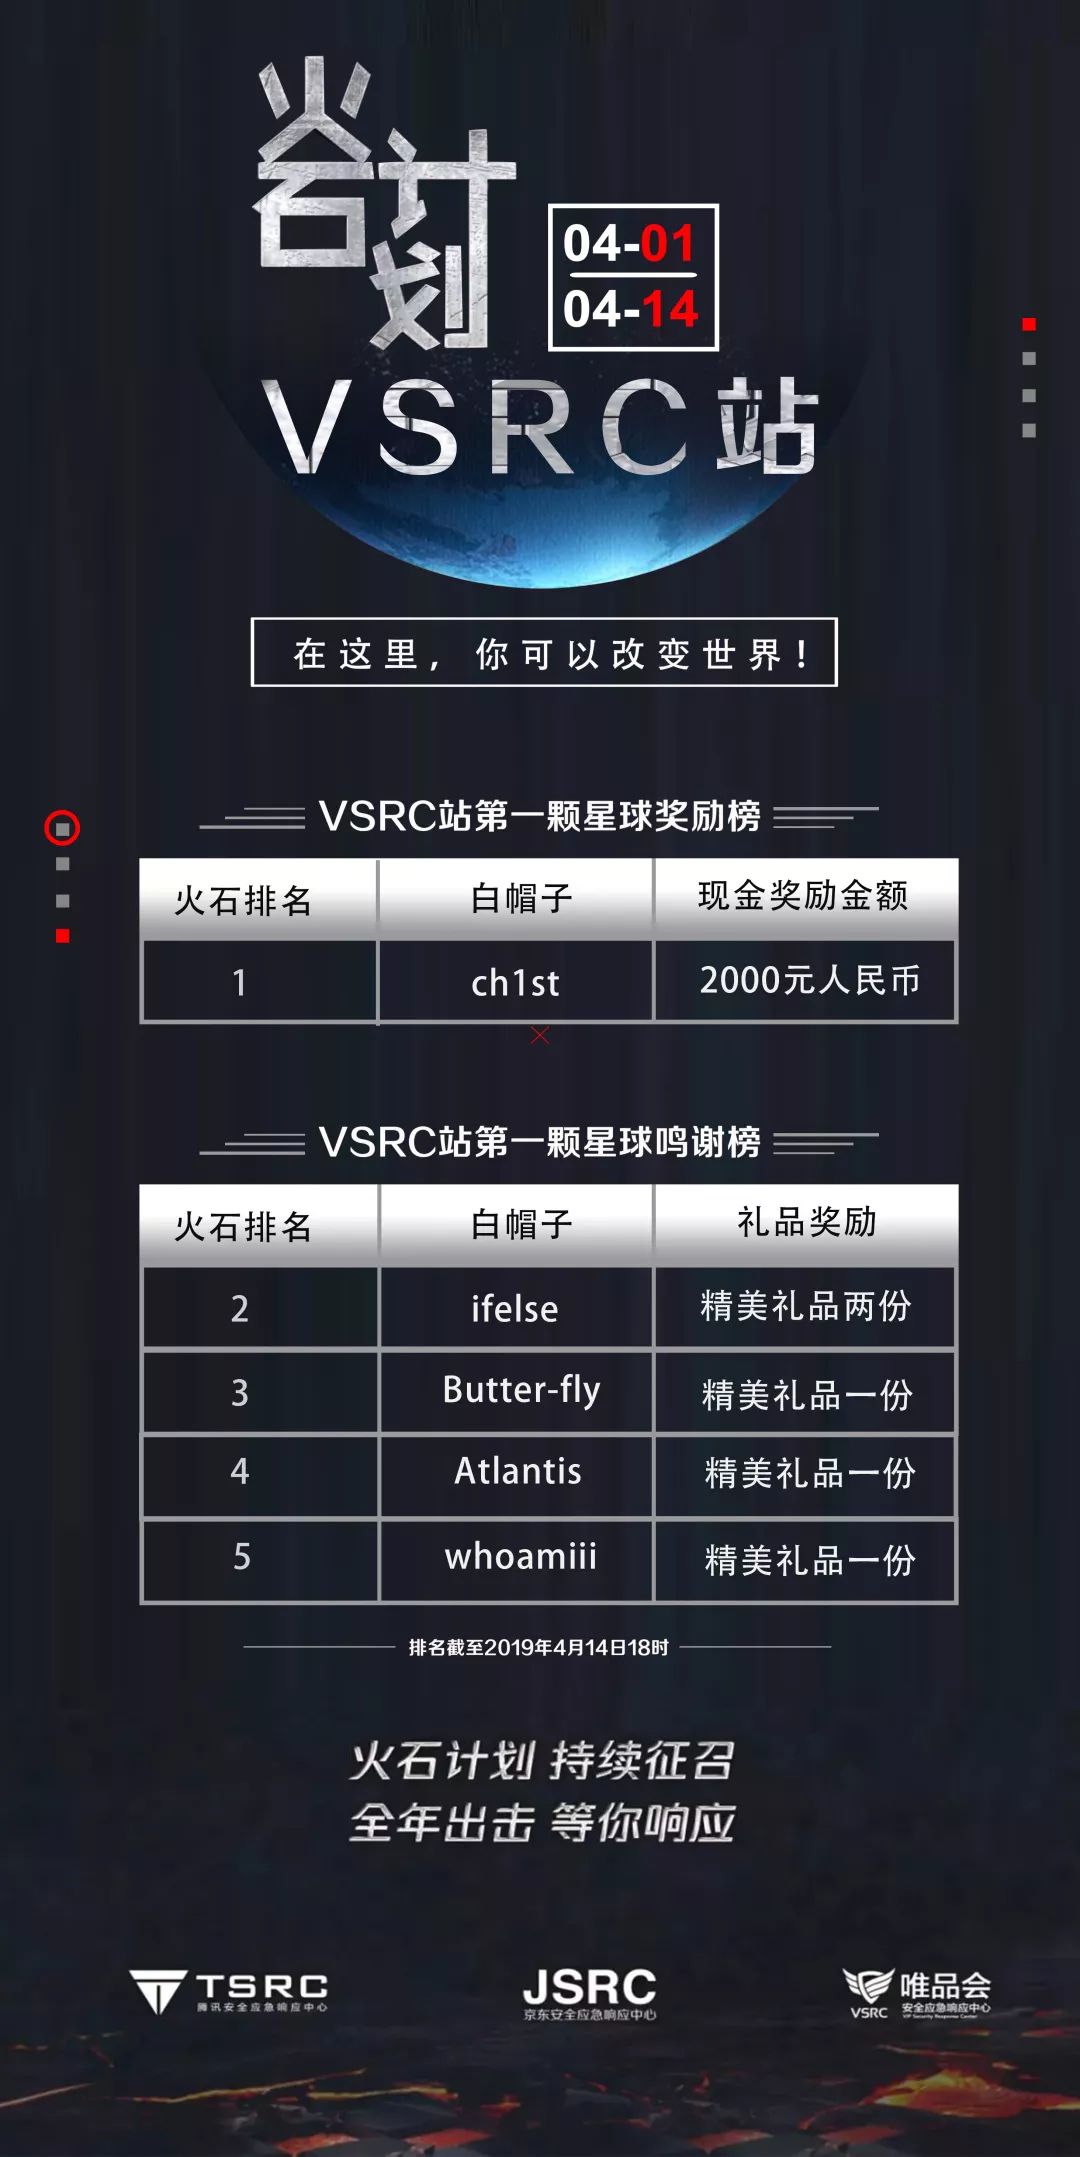 火石计划
04-01
04-14
VSRC站
在这里，你可以改变世界！
VSRC站第一颗星球奖励榜
火石排名 白帽子 现金奖励金额
1 ch1st 2000元人民币
VSRC站第一颗星球鸣谢榜
火石排名 白帽子 礼品奖励
2 ifelse 精美礼品两份
3 Butter-fly 精美礼品一份
4 Atlantis 精美礼品一份
5 whoamiii 精美礼品一份
排名截至2019年4月14日18时
火石计划 持续征召
全年出击 等你响应
TSRC
腾讯安全应急响应中心
JSRC
京东安全应急响应中心
VSRC
唯品会
安全应急响应中心
VIP Security Response Center